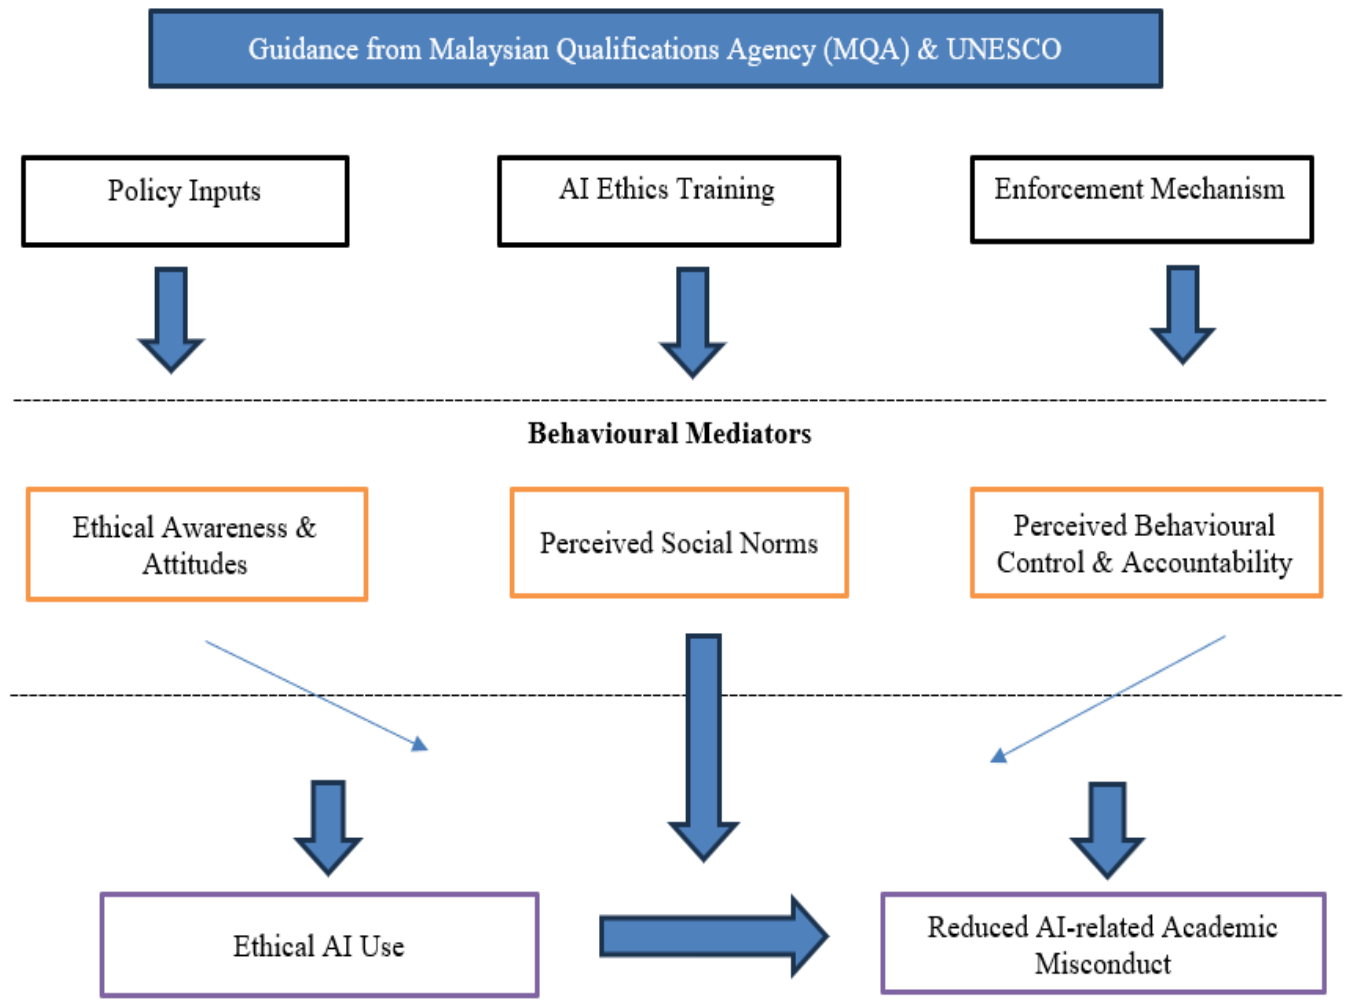 Guidance from Malaysian Qualifications Agency (MQA) & UNESCO
Policy Inputs
AI Ethics Training
Enforcement Mechanism
Behavioural Mediators
Ethical Awareness &
Attitudes
Perceived Social Norms
Perceived Behavioural
Control & Accountability
Ethical AI Use
Reduced AI-related Academic
Misconduct